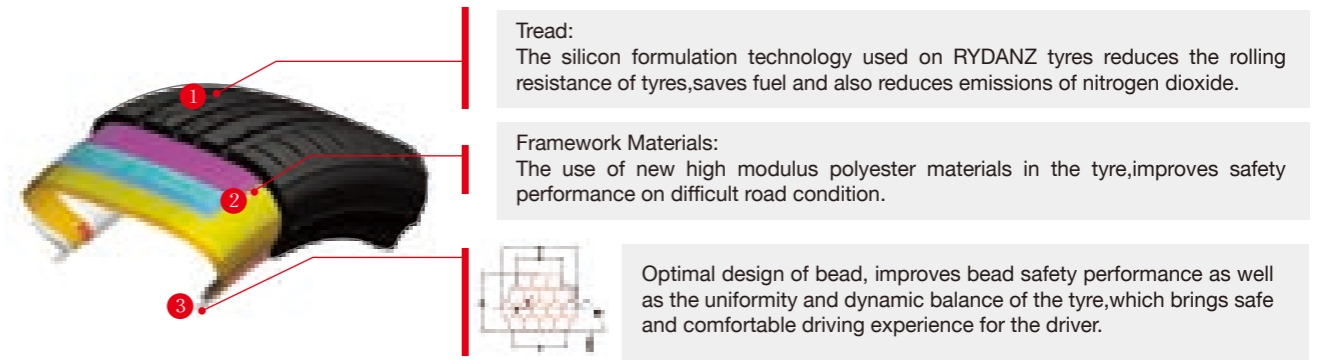 1
Tread:
The silicon formulation technology used on RYDANZ tyres reduces the rolling
resistance of tyres,saves fuel and also reduces emissions of nitrogen dioxide.
2
Framework Materials:
The use of new high modulus polyester materials in the tyre,improves safety
performance on difficult road condition.
3
Optimal design of bead, improves bead safety performance as well
as the uniformity and dynamic balance of the tyre,which brings safe
and comfortable driving experience for the driver.